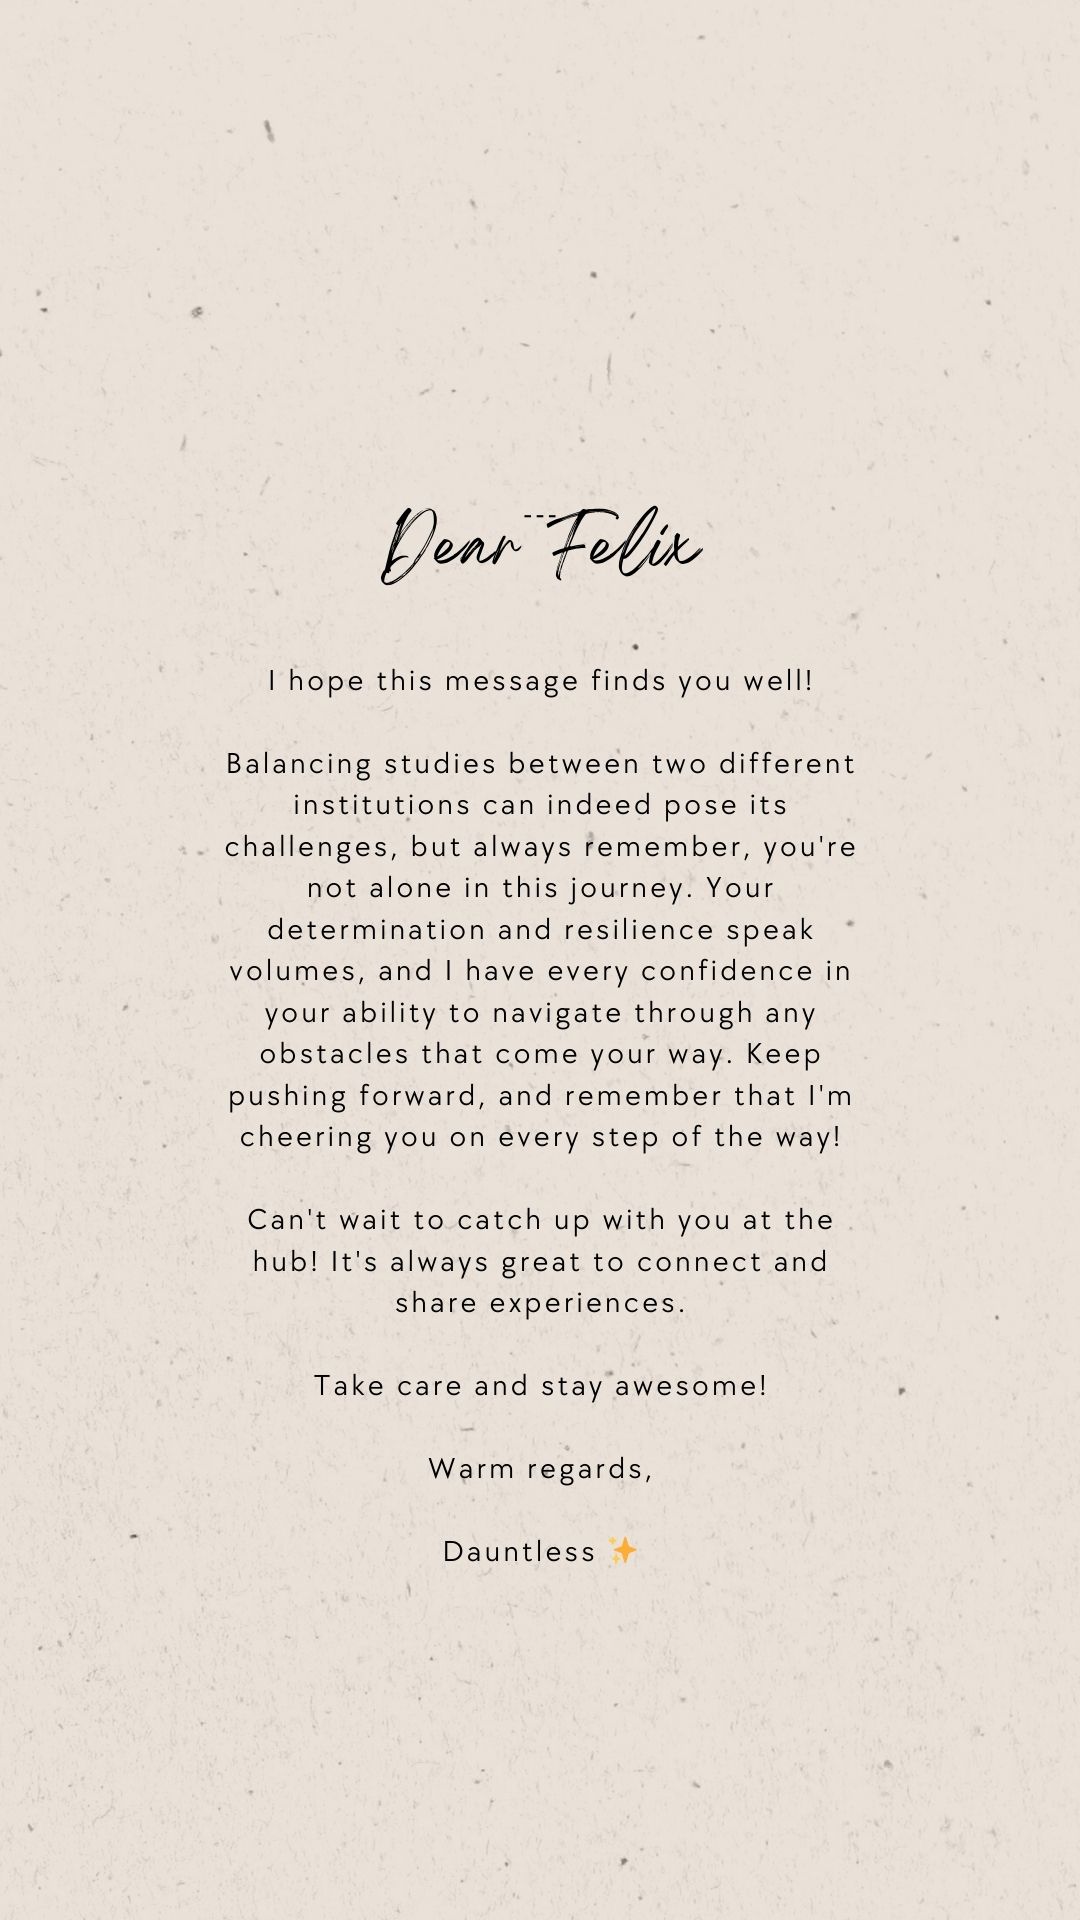 ---
Dear Felix
I hope this message finds you well!
Balancing studies between two different
institutions can indeed pose its
challenges, but always remember, you're
not alone in this journey. Your
determination and resilience speak
volumes, and I have every confidence in
your ability to navigate through any
obstacles that come your way. Keep
pushing forward, and remember that I'm
cheering you on every step of the way!
Can't wait to catch up with you at the
hub! It's always great to connect and
share experiences.
Take care and stay awesome!
Warm regards,
Dauntless ✨